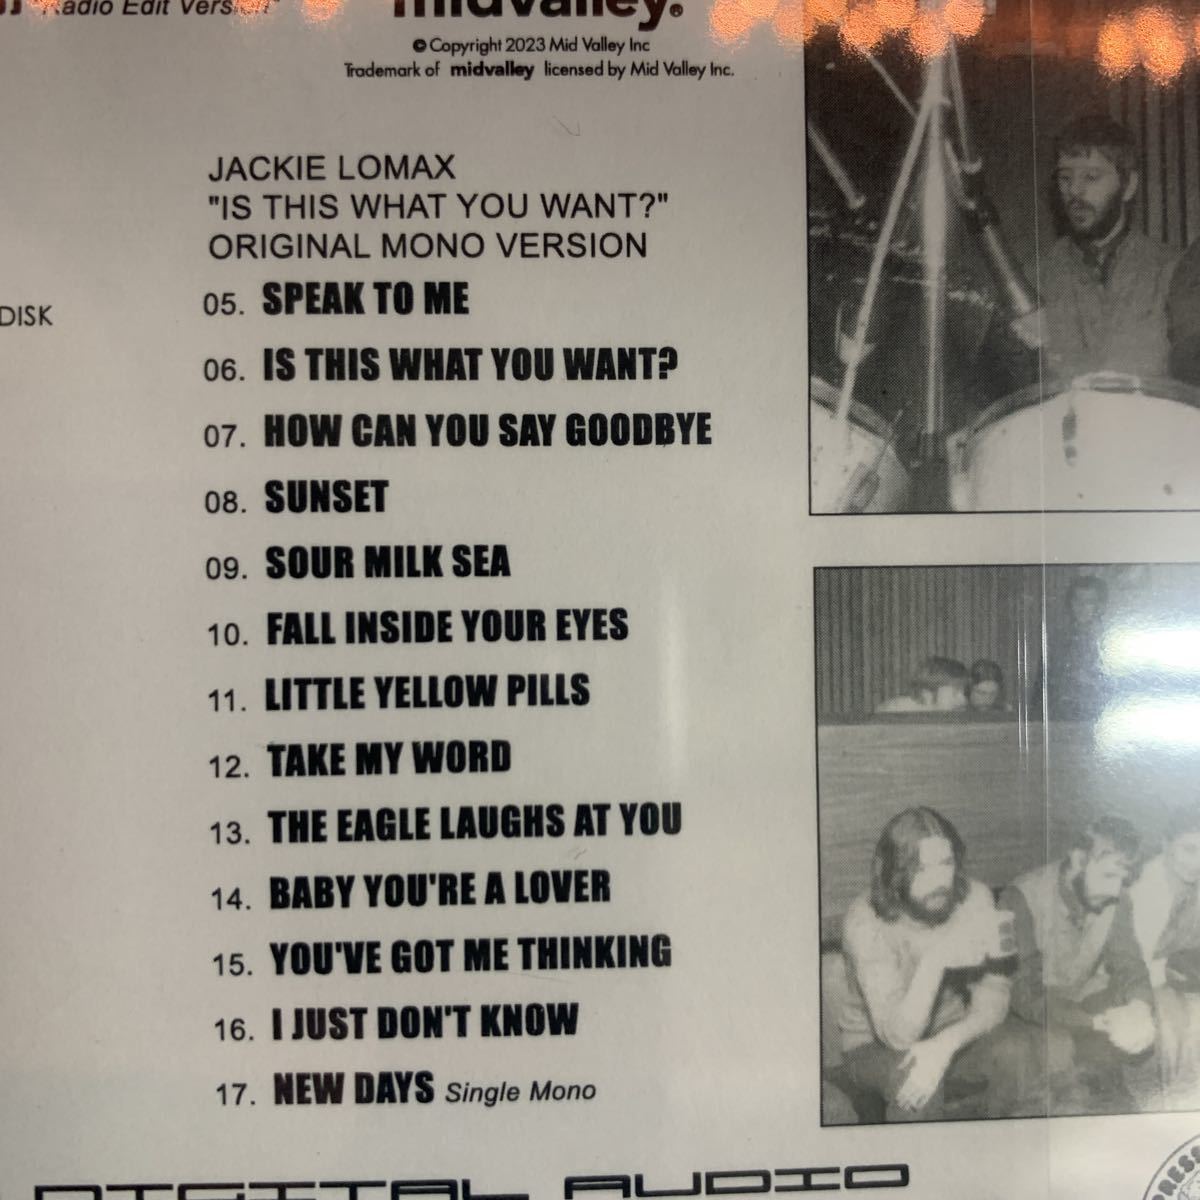 Radio Edit Version"
midvalley®
© Copyright 2023 Mid Valley Inc
Trademark of midvalley licensed by Mid Valley Inc.
JACKIE LOMAX
"IS THIS WHAT YOU WANT?"
ORIGINAL MONO VERSION
DISK
05. SPEAK TO ME
06. IS THIS WHAT YOU WANT?
07. HOW CAN YOU SAY GOODBYE
08. SUNSET
09. SOUR MILK SEA
10. FALL INSIDE YOUR EYES
11. LITTLE YELLOW PILLS
12. TAKE MY WORD
13. THE EAGLE LAUGHS AT YOU
14. BABY YOU'RE A LOVER
15. YOU'VE GOT ME THINKING
16. I JUST DON'T KNOW
17. NEW DAYS Single Mono
DIGITAL AUDIO